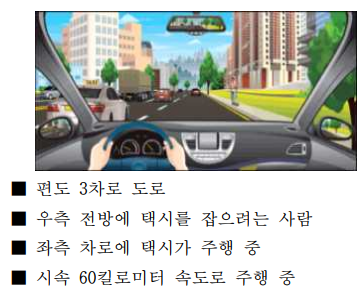 ■ 편도 3차로 도로
■ 우측 전방에 택시를 잡으려는 사람
■ 좌측 차로에 택시가 주행 중
■ 시속 60킬로미터 속도로 주행 중